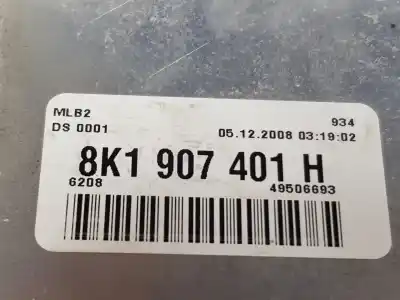 MLB2 934
DS 0001 05.12.2008 03:19:02
8K1 907 401 H
6208 49506693